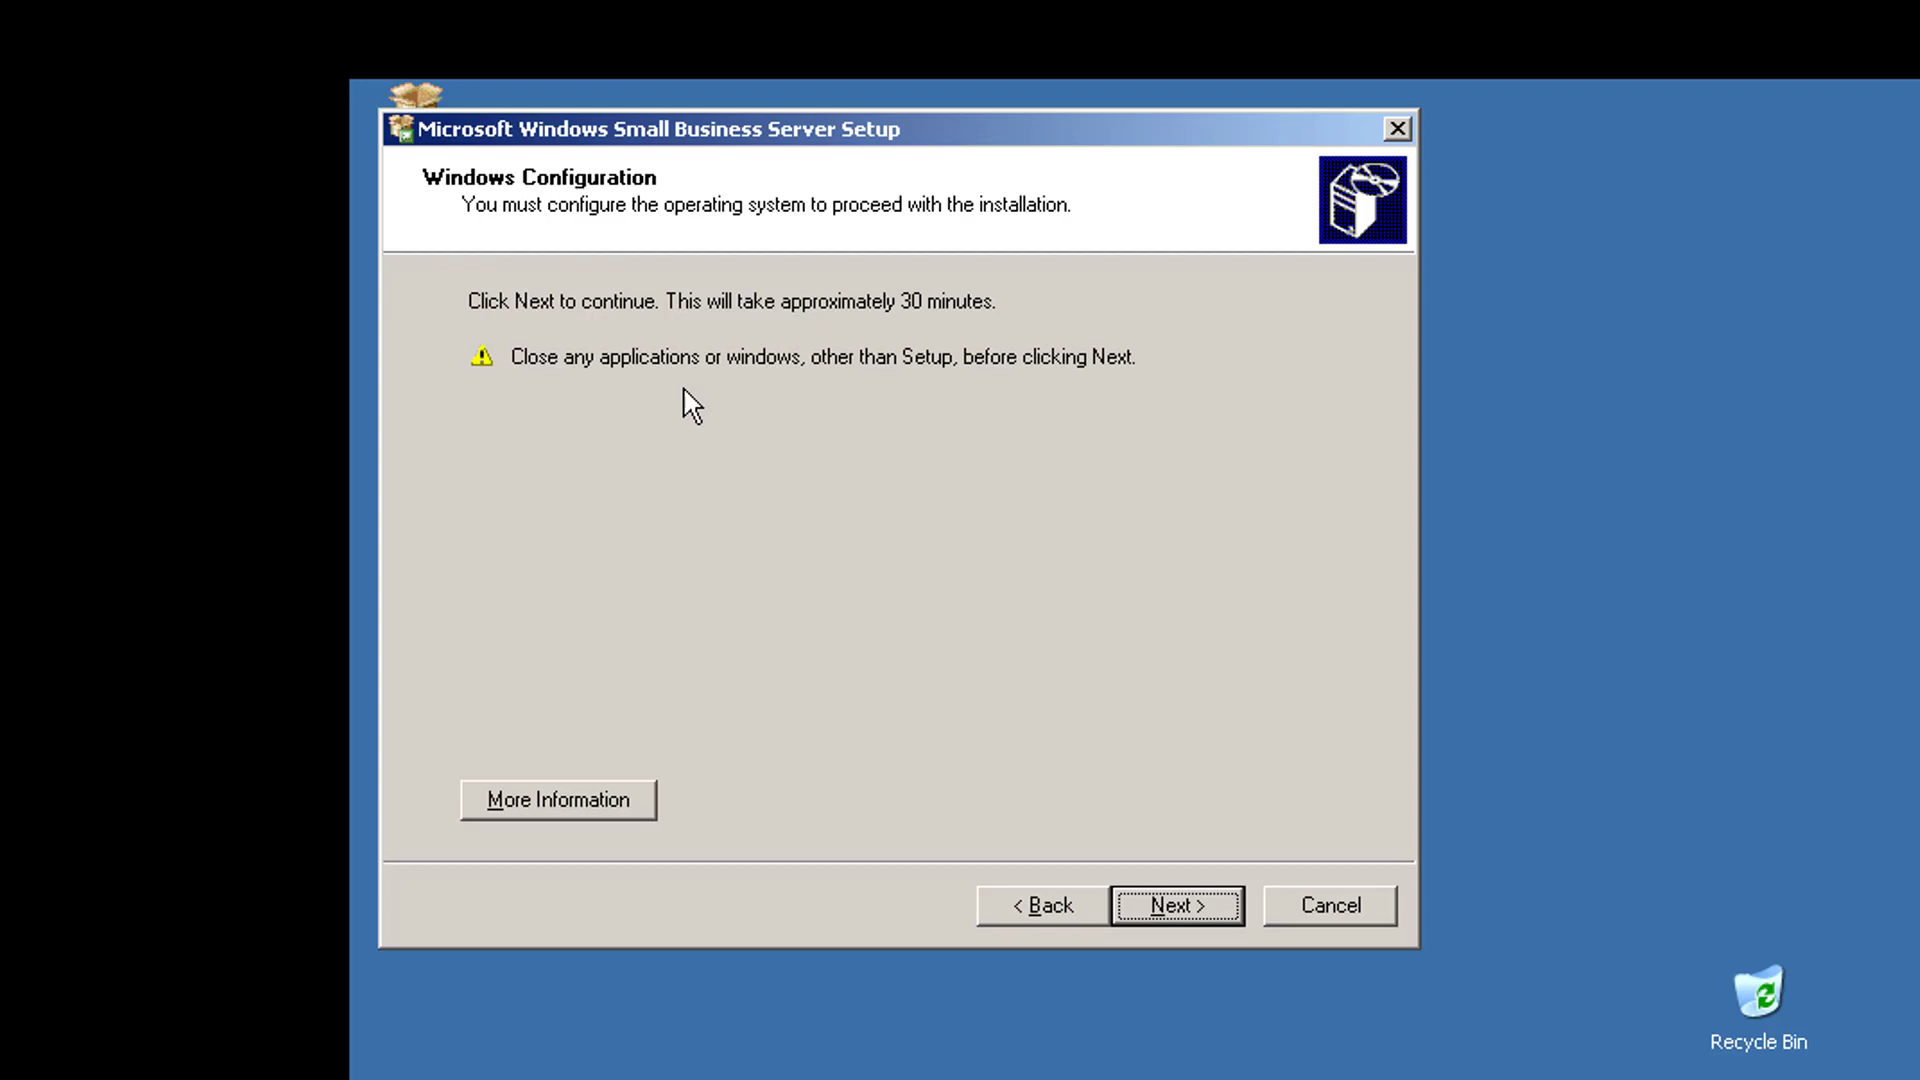 Microsoft Windows Small Business Server Setup
Windows Configuration
You must configure the operating system to proceed with the installation.
Click Next to continue. This will take approximately 30 minutes.
Close any applications or windows, other than Setup, before clicking Next.
More Information
< Back Next > Cancel
Recycle Bin